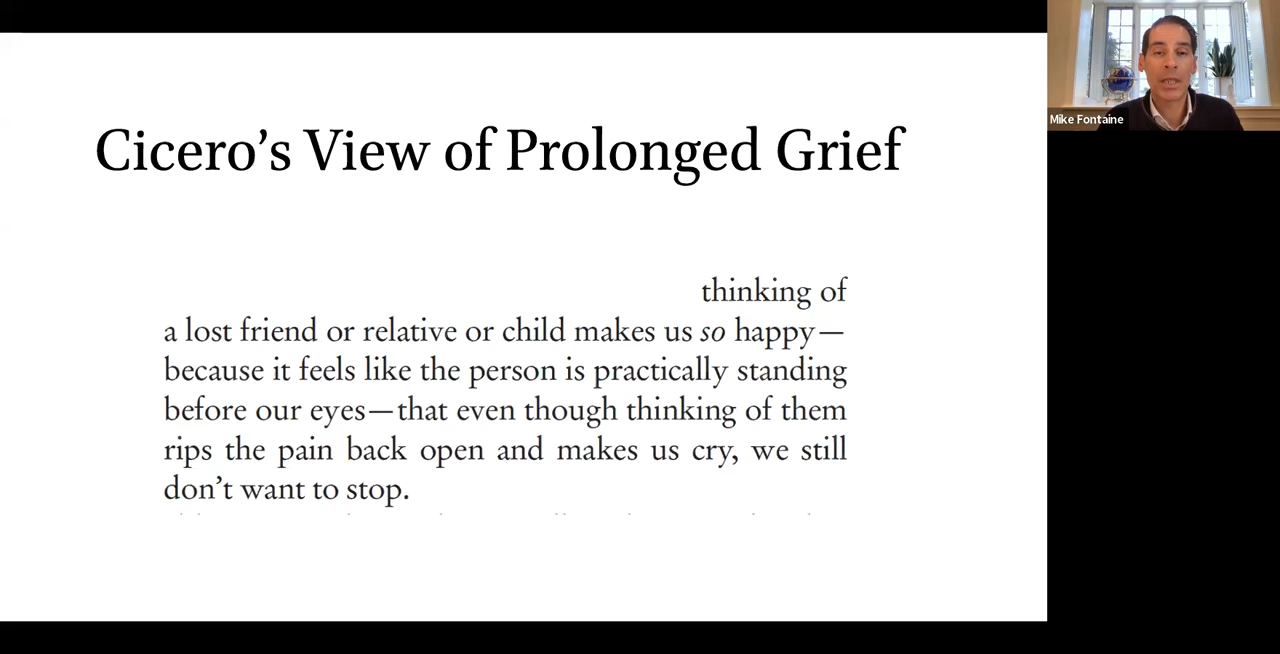 Cicero’s View of Prolonged Grief
Mike Fontaine
thinking of
a lost friend or relative or child makes us so happy—
because it feels like the person is practically standing
before our eyes—that even though thinking of them
rips the pain back open and makes us cry, we still
don’t want to stop.